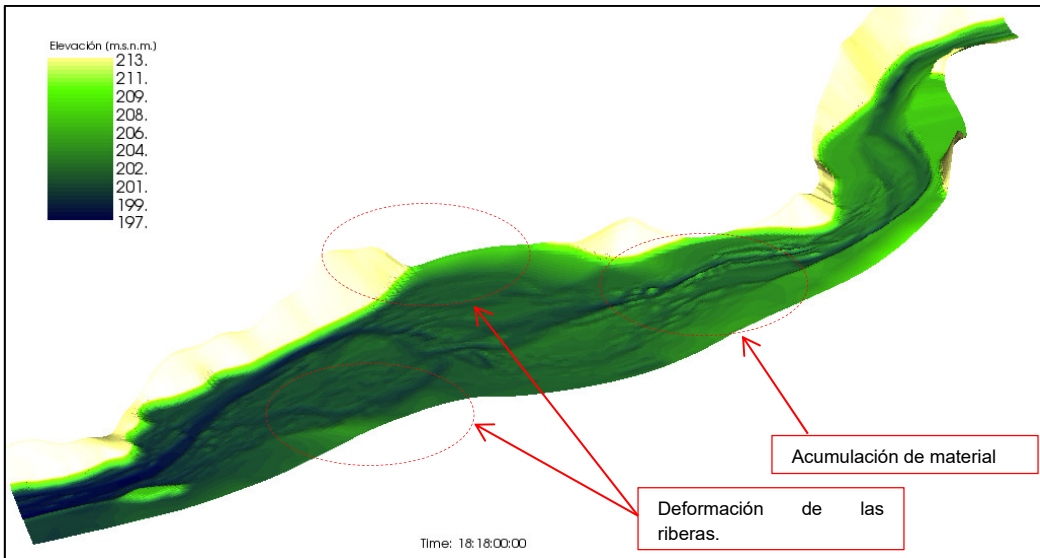 Elevación (m.s.n.m.)
213.
211.
209.
208.
206.
204.
202.
201.
199.
197.
Acumulación de material
Deformación de las
riberas.
Time: 18:18:00:00